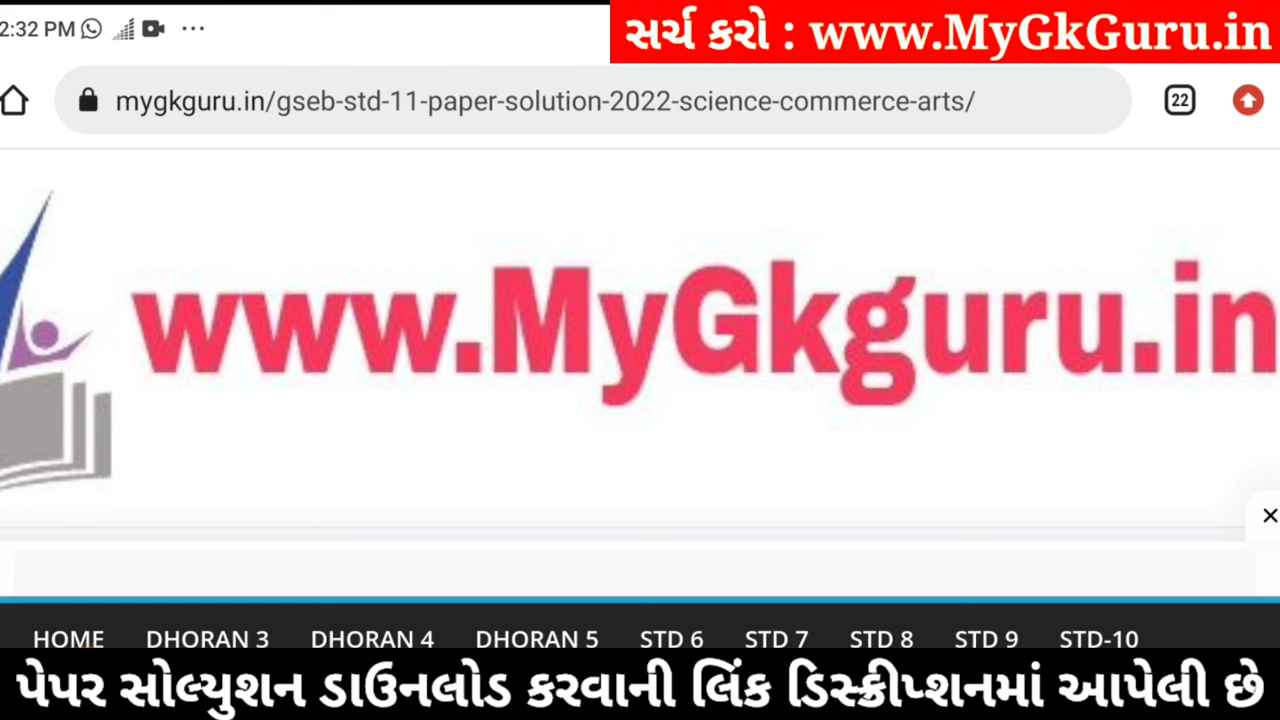 2:32 PM
સર્ચ કરો : www.MyGkGuru.in
mygkguru.in/gseb-std-11-paper-solution-2022-science-commerce-arts/
22
www.MyGkguru.in
HOME DHORAN 3 DHORAN 4 DHORAN 5 STD 6 STD 7 STD 8 STD 9 STD-10
પેપર સોલ્યુશન ડાઉનલોડ કરવાની લિંક ડિસ્ક્રીપ્શનમાં આપેલી છે